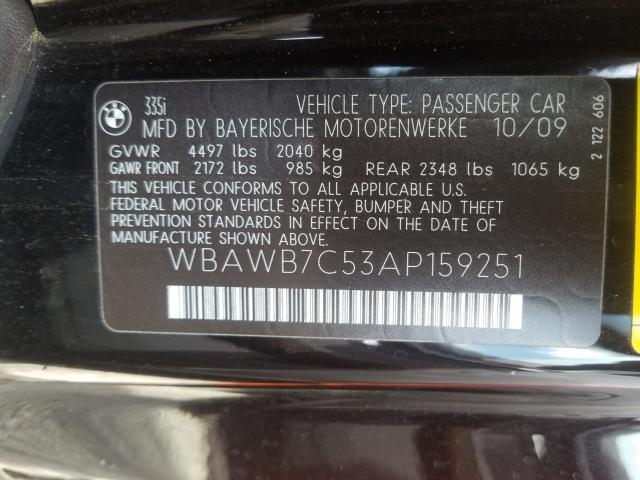 BMW
335i VEHICLE TYPE: PASSENGER CAR
MFD BY BAYERISCHE MOTORENWERKE 10/09
GVWR 4497 lbs 2040 kg
GAWR FRONT 2172 lbs 985 kg REAR 2348 lbs 1065 kg
THIS VEHICLE CONFORMS TO ALL APPLICABLE U.S.
FEDERAL MOTOR VEHICLE SAFETY, BUMPER AND THEFT
PREVENTION STANDARDS IN EFFECT ON THE DATE OF
MANUFACTURE SHOWN ABOVE.
WBAWB7C53AP159251
2 122 606